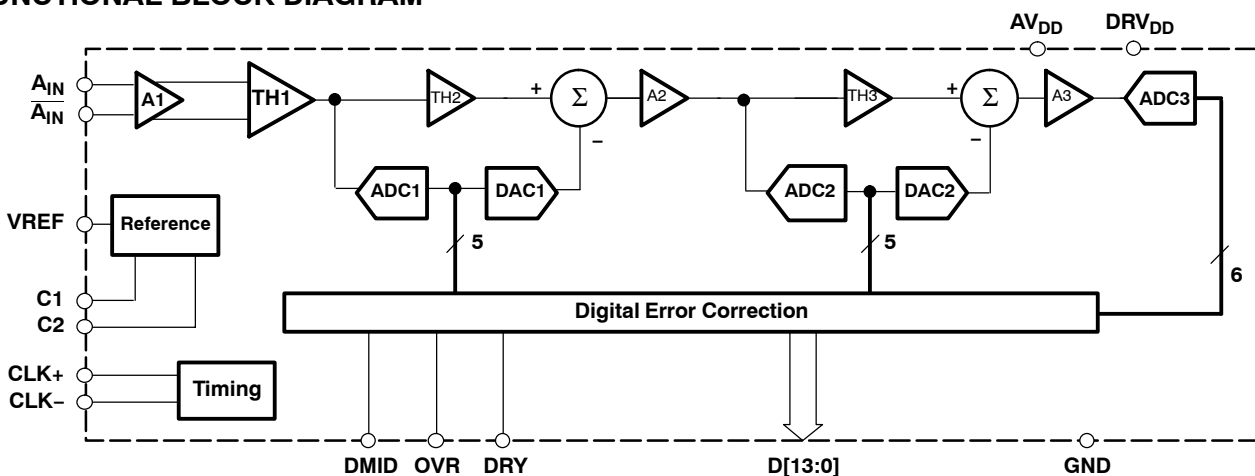 FUNCTIONAL BLOCK DIAGRAM
AVDD DRVDD
AIN
AIN
A1
TH1
TH2
+
Σ
−
A2
TH3
+
Σ
−
A3
ADC3
ADC1
DAC1
ADC2
DAC2
VREF
Reference
5
5
6
C1
C2
Digital Error Correction
CLK+
CLK−
Timing
DMID OVR DRY D[13:0] GND